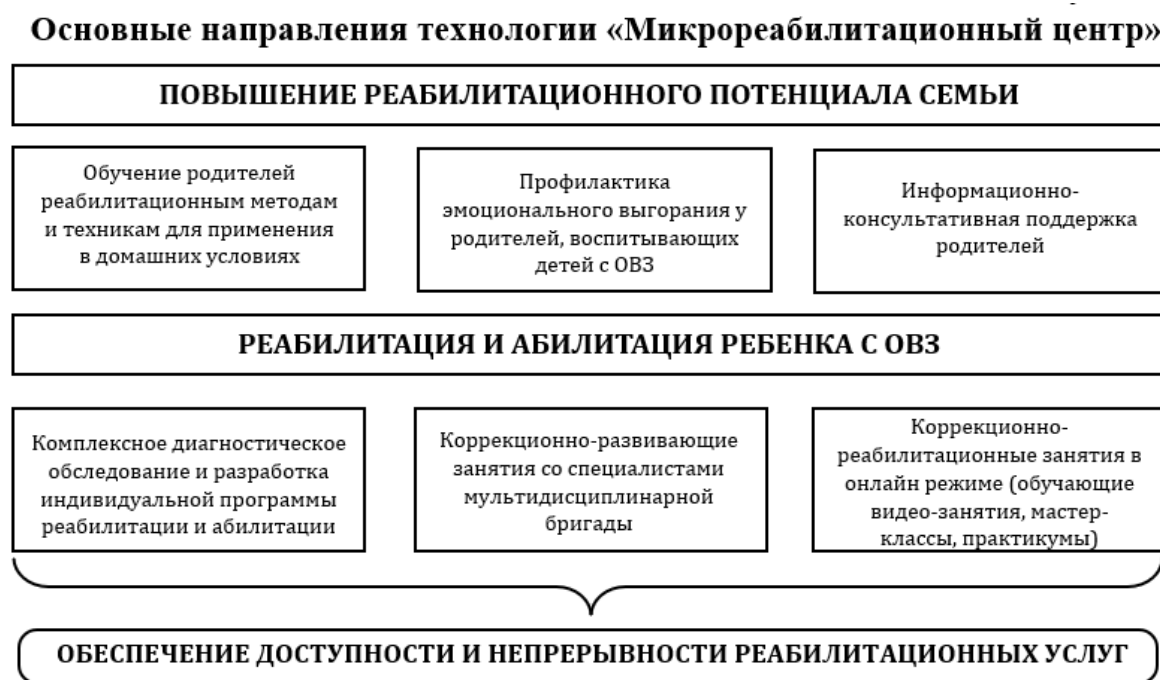 Основные направления технологии «Микрореабилитационный центр»
ПОВЫШЕНИЕ РЕАБИЛИТАЦИОННОГО ПОТЕНЦИАЛА СЕМЬИ
Обучение родителей
реабилитационным методам
и техникам для применения
в домашних условиях
Профилактика
эмоционального выгорания у
родителей, воспитывающих
детей с ОВЗ
Информационно-
консультативная поддержка
родителей
РЕАБИЛИТАЦИЯ И АБИЛИТАЦИЯ РЕБЕНКА С ОВЗ
Комплексное диагностическое
обследование и разработка
индивидуальной программы
реабилитации и абилитации
Коррекционно-развивающие
занятия со специалистами
мультидисциплинарной
бригады
Коррекционно-
реабилитационные занятия в
онлайн режиме (обучающие
видео-занятия, мастер-
классы, практикумы)
ОБЕСПЕЧЕНИЕ ДОСТУПНОСТИ И НЕПРЕРЫВНОСТИ РЕАБИЛИТАЦИОННЫХ УСЛУГ